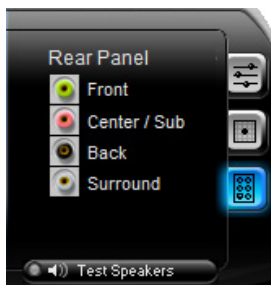 Rear Panel
Front
Center / Sub
Back
Surround
Test Speakers